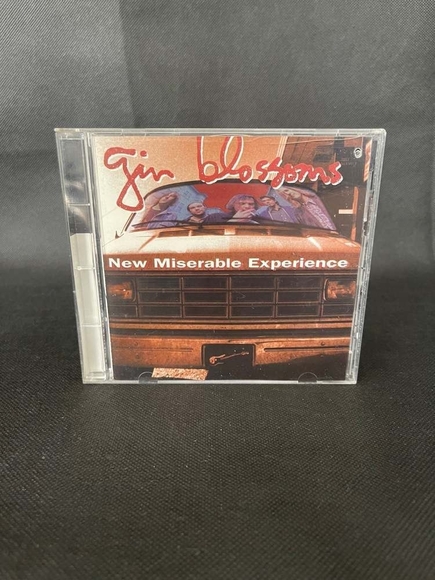 gin blossoms
New Miserable Experience